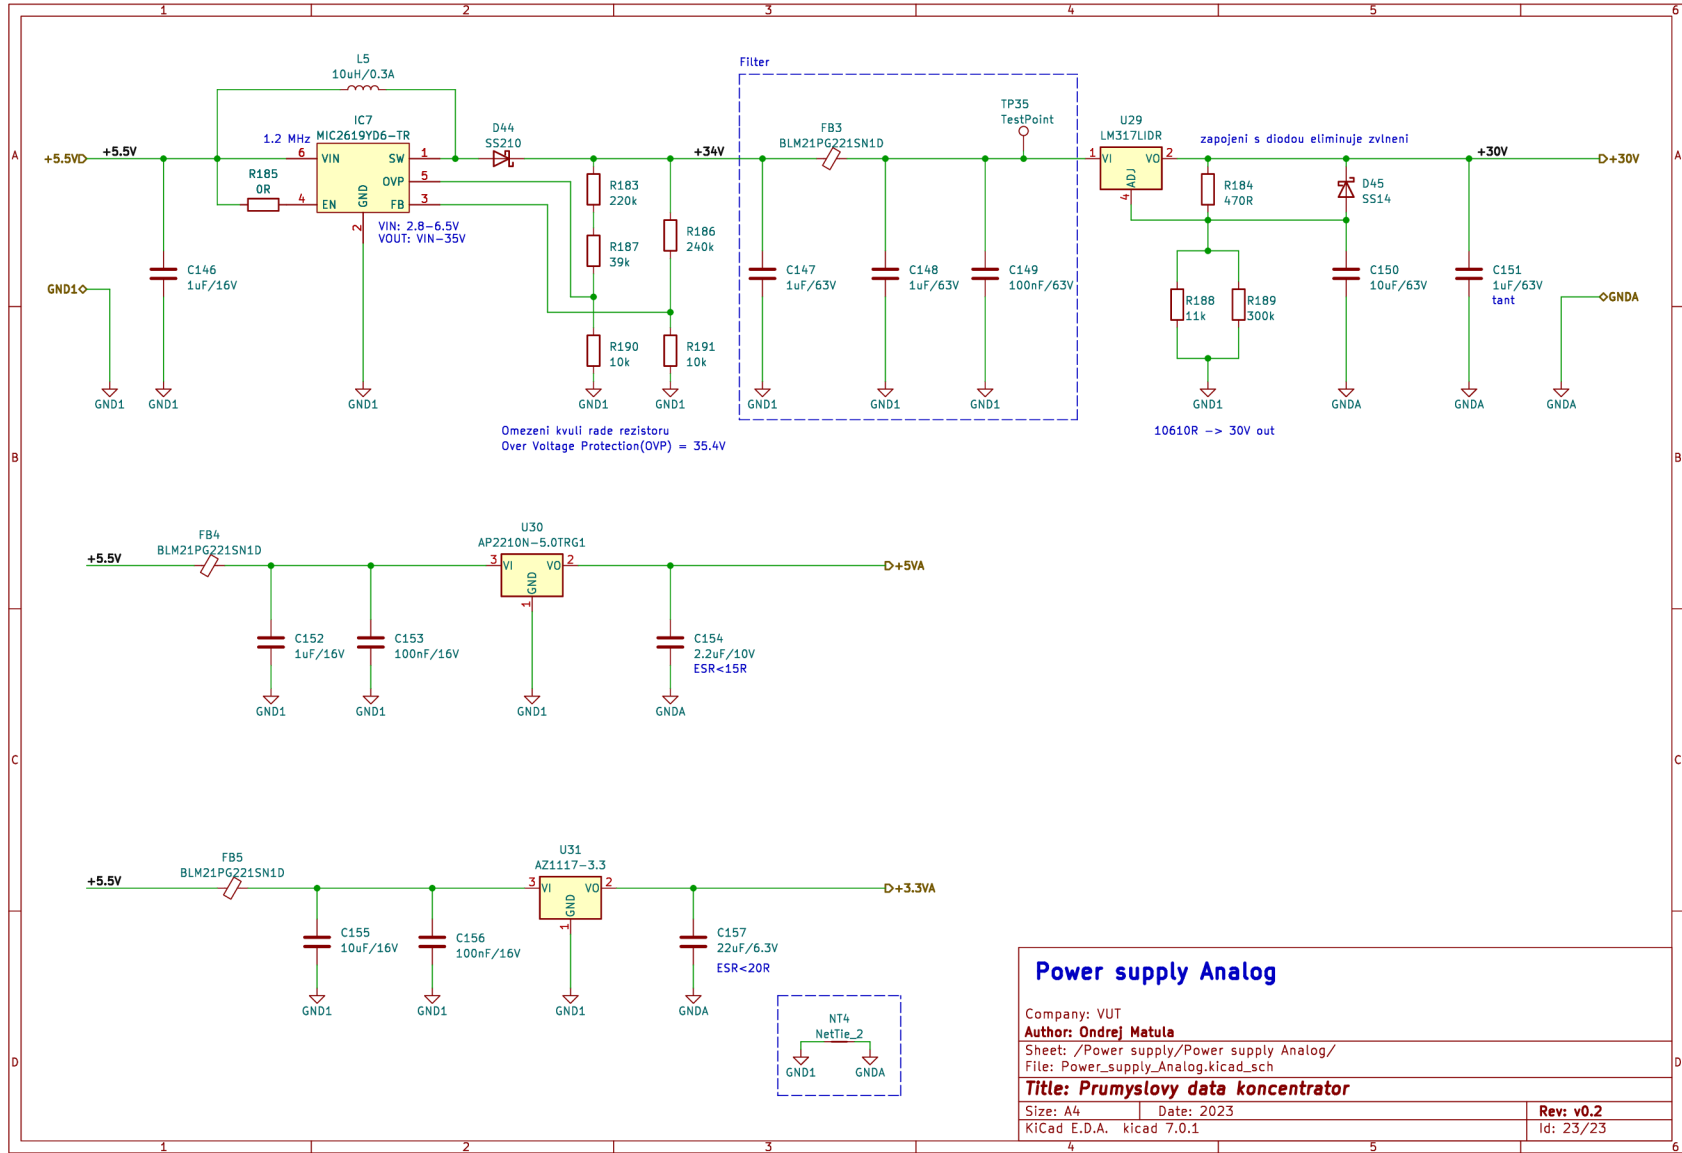 1 2 3 4 5 6
A
B
C
D
A
B
C
D
L5
10uH/0.3A
IC7
MIC2619YD6-TR
1.2 MHz
+5.5V
+5.5V
6 VIN
SW 1
OVP 5
4 EN
FB 3
GND
2
R185
0R
VIN: 2.8-6.5V
VOUT: VIN-35V
D44
SS210
C146
1uF/16V
GND1
GND1
GND1
GND1
R183
220k
R187
39k
R186
240k
R190
10k
R191
10k
GND1
GND1
+34V
Omezeni kvuli rade rezistoru
Over Voltage Protection(OVP) = 35.4V
Filter
FB3
BLM21PG221SN1D
TP35
TestPoint
C147
1uF/63V
C148
1uF/63V
C149
100nF/63V
GND1
GND1
GND1
U29
LM317LIDR
1 VI
VO 2
ADJ
4
zapojeni s diodou eliminuje zvlneni
R184
470R
D45
SS14
+30V
+30V
R188
11k
R189
300k
C150
10uF/63V
C151
1uF/63V
tant
GNDA
GND1
GNDA
GNDA
GNDA
10610R -> 30V out
+5.5V
FB4
BLM21PG221SN1D
U30
AP2210N-5.0TRG1
3 VI
VO 2
GND
1
+5VA
C152
1uF/16V
C153
100nF/16V
C154
2.2uF/10V
ESR<15R
GND1
GND1
GND1
GNDA
+5.5V
FB5
BLM21PG221SN1D
U31
AZ1117-3.3
3 VI
VO 2
GND
1
+3.3VA
C155
10uF/16V
C156
100nF/16V
C157
22uF/6.3V
ESR<20R
GND1
GND1
GND1
GNDA
NT4
NetTie_2
GND1
GNDA
Power supply Analog
Company: VUT
Author: Ondrej Matula
Sheet: /Power supply/Power supply Analog/
File: Power_supply_Analog.kicad_sch
Title: Prumyslovy data koncentrator
Size: A4 Date: 2023 Rev: v0.2
KiCad E.D.A. kicad 7.0.1 Id: 23/23
1 2 3 4 5 6